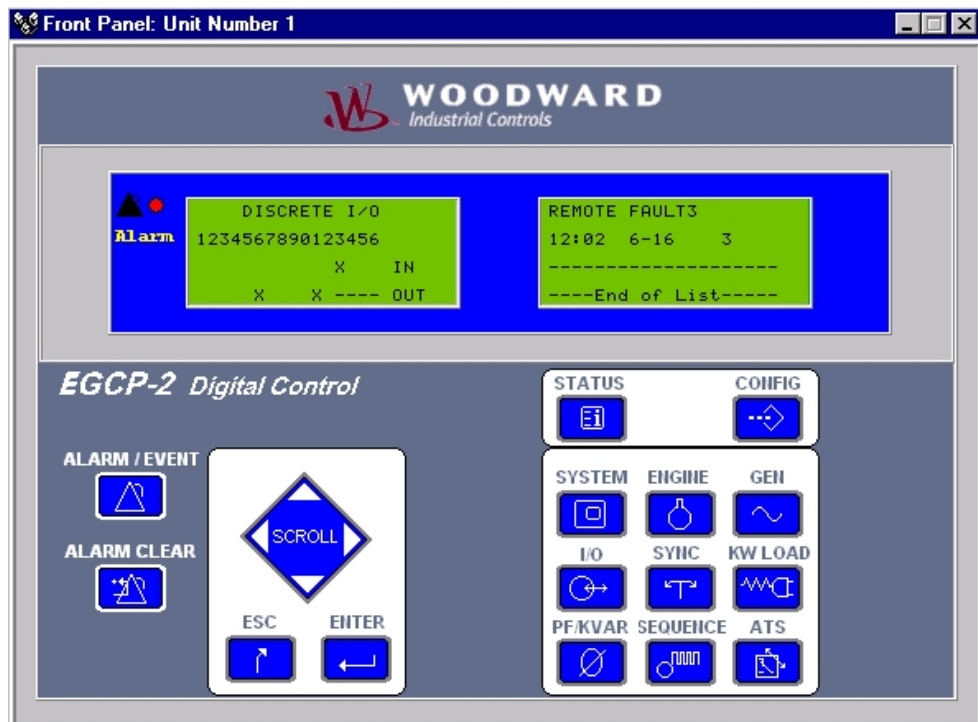 Front Panel: Unit Number 1
WOODWARD
Industrial Controls
Alarm
DISCRETE I/O
1234567890123456
X IN
X X ---- OUT
REMOTE FAULT3
12:02 6-16 3
--------------------
----End of List-----
EGCP-2 Digital Control
STATUS CONFIG
ALARM / EVENT
SYSTEM ENGINE GEN
SCROLL
ALARM CLEAR
I/O SYNC KW LOAD
ESC ENTER
PF/KVAR SEQUENCE ATS